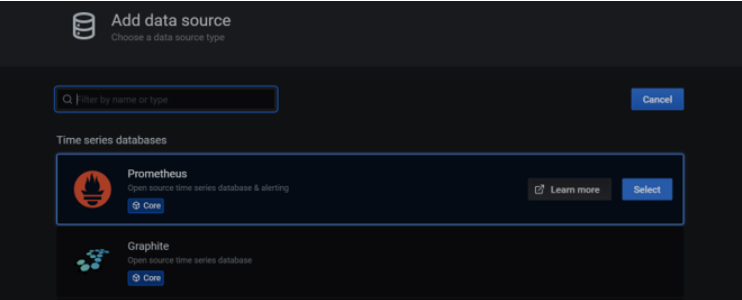 Add data source
Choose a data source type
Filter by name or type
Cancel
Time series databases
Prometheus
Open source time series database & alerting
Core
Learn more
Select
Graphite
Open source time series database
Core